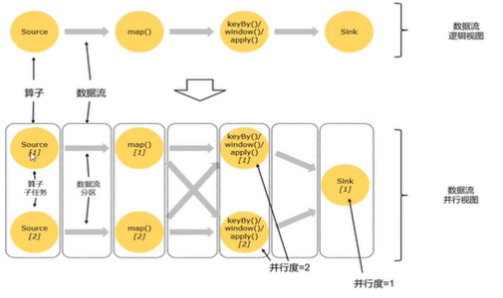 Source
map()
keyBy()/
window()/
apply()
Sink
数据流
逻辑视图
算子
数据流
Source
[1]
map()
[1]
keyBy()/
window()/
apply()
[1]
算子
子任务
数据流
分区
Sink
[1]
数据流
并行视图
Source
[2]
map()
[2]
keyBy()/
window()/
apply()
[2]
并行度=2
并行度=1